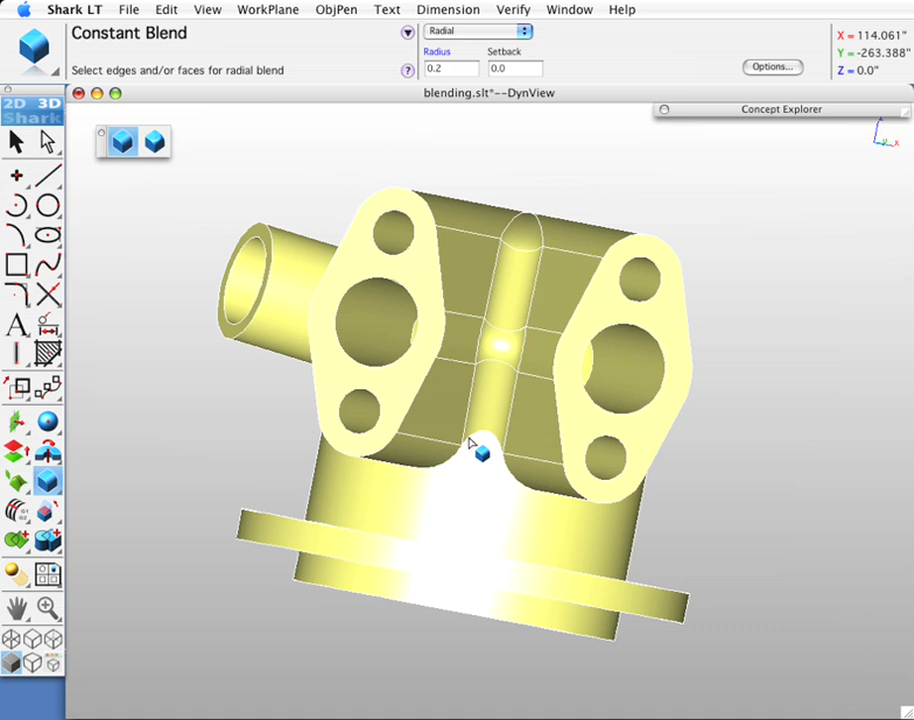 Shark LT File Edit View WorkPlane ObjPen Text Dimension Verify Window Help
Constant Blend
Select edges and/or faces for radial blend
Radial
Radius Setback
0.2 0.0
Options...
X = 114.061"
Y = -263.388"
Z = 0.0"
blending.slt*--DynView
Concept Explorer
2D 3D
Shark
A